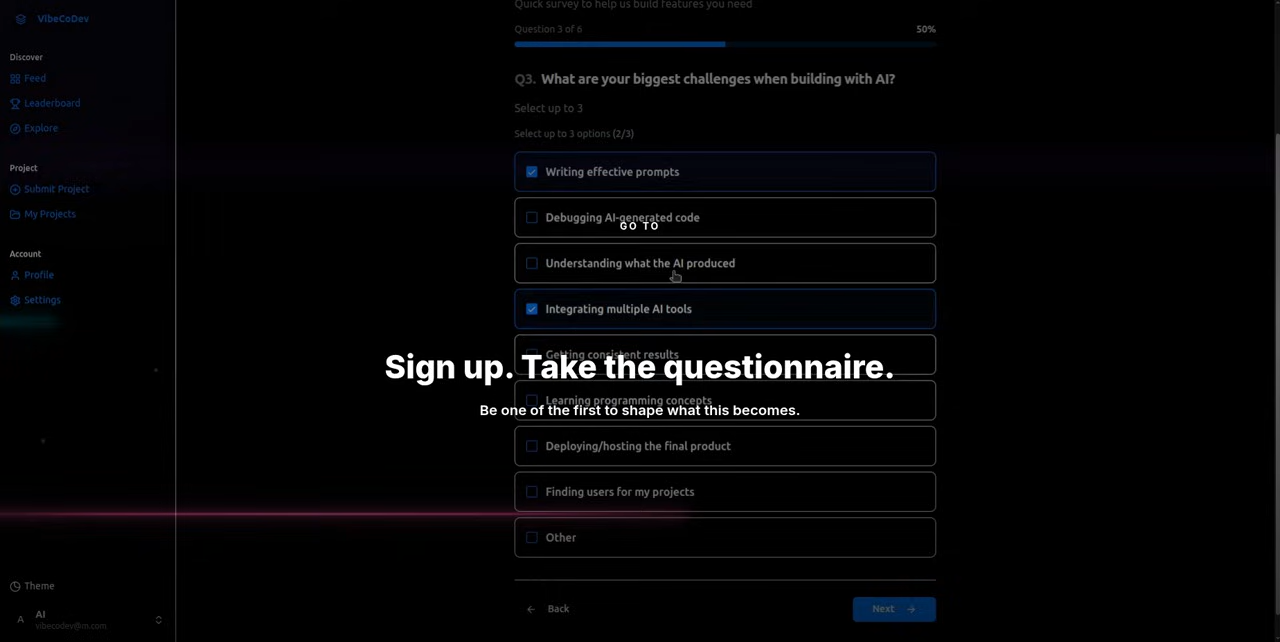 VibeCoDev
Discover
Feed
Leaderboard
Explore
Project
Submit Project
My Projects
Account
Profile
Settings
Theme
A
AI
vibecodev@m.com
Quick survey to help us build features you need
Question 3 of 6
50%
Q3. What are your biggest challenges when building with AI?
Select up to 3
Select up to 3 options (2/3)
Writing effective prompts
Debugging AI-generated code
GO TO
Understanding what the AI produced
Integrating multiple AI tools
Getting consistent results
Sign up. Take the questionnaire.
Learning programming concepts
Be one of the first to shape what this becomes.
Deploying/hosting the final product
Finding users for my projects
Other
Back
Next